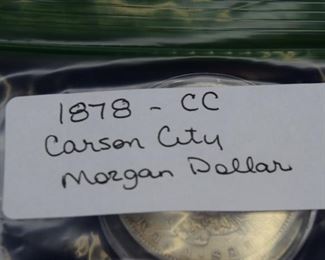 1878 - CC
Carson City
Morgan Dollar